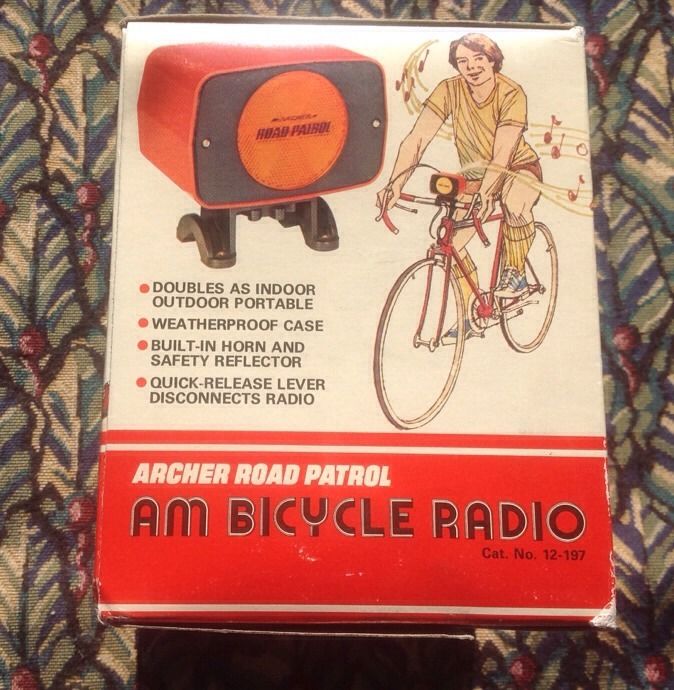 ARCHER
ROAD PATROL
DOUBLES AS INDOOR
OUTDOOR PORTABLE
WEATHERPROOF CASE
BUILT-IN HORN AND
SAFETY REFLECTOR
QUICK-RELEASE LEVER
DISCONNECTS RADIO
ARCHER ROAD PATROL
AM BICYCLE RADIO
Cat. No. 12-197